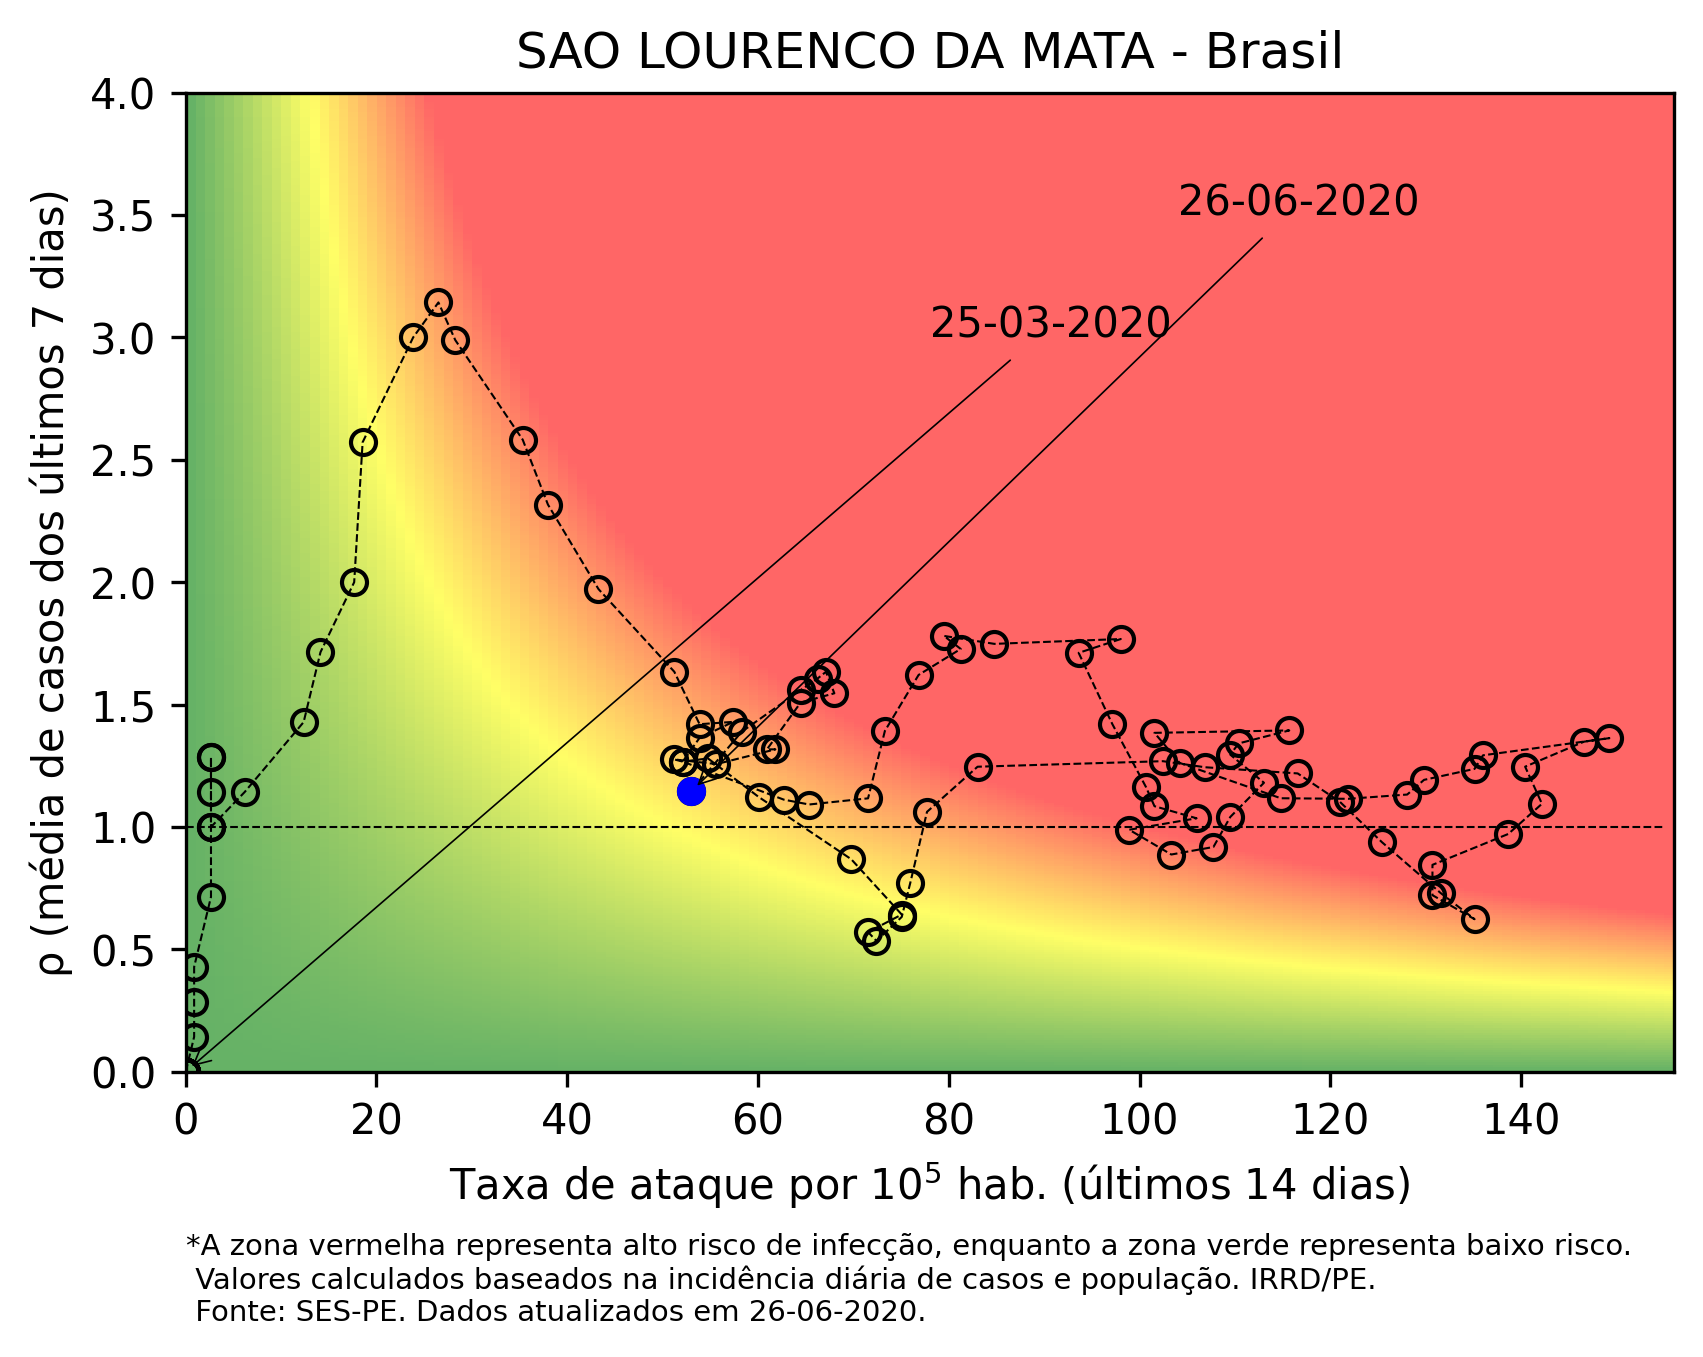 SAO LOURENCO DA MATA - Brasil
4.0
3.5
3.0
2.5
2.0
1.5
1.0
0.5
0.0
ρ (média de casos dos últimos 7 dias)
26-06-2020
25-03-2020
0 20 40 60 80 100 120 140
Taxa de ataque por 10⁵ hab. (últimos 14 dias)
*A zona vermelha representa alto risco de infecção, enquanto a zona verde representa baixo risco.
Valores calculados baseados na incidência diária de casos e população. IRRD/PE.
Fonte: SES-PE. Dados atualizados em 26-06-2020.